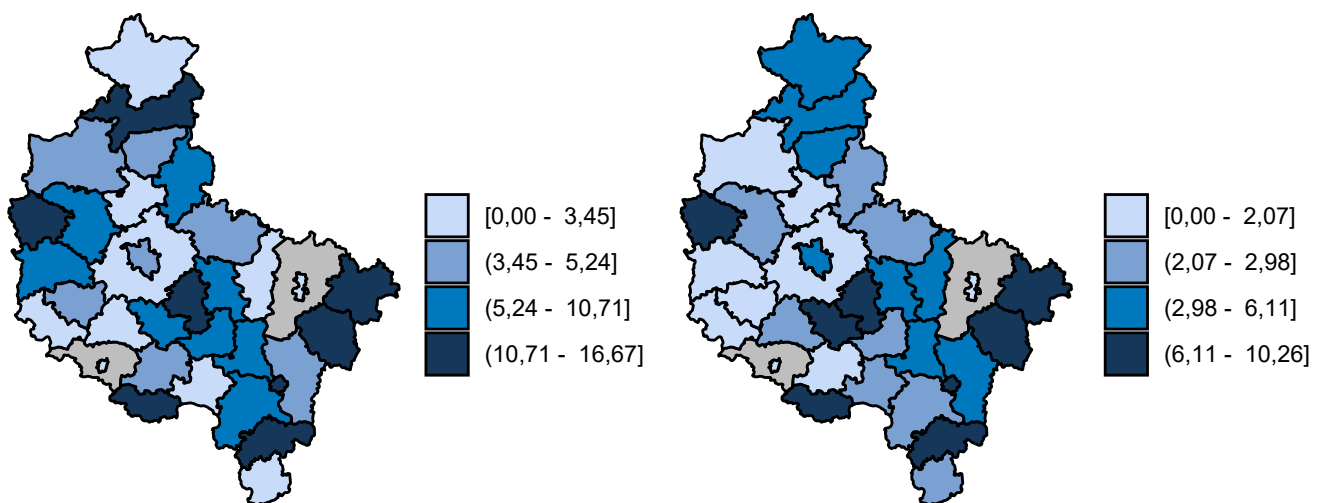 [0,00 - 3,45]
(3,45 - 5,24]
(5,24 - 10,71]
(10,71 - 16,67]
[0,00 - 2,07]
(2,07 - 2,98]
(2,98 - 6,11]
(6,11 - 10,26]